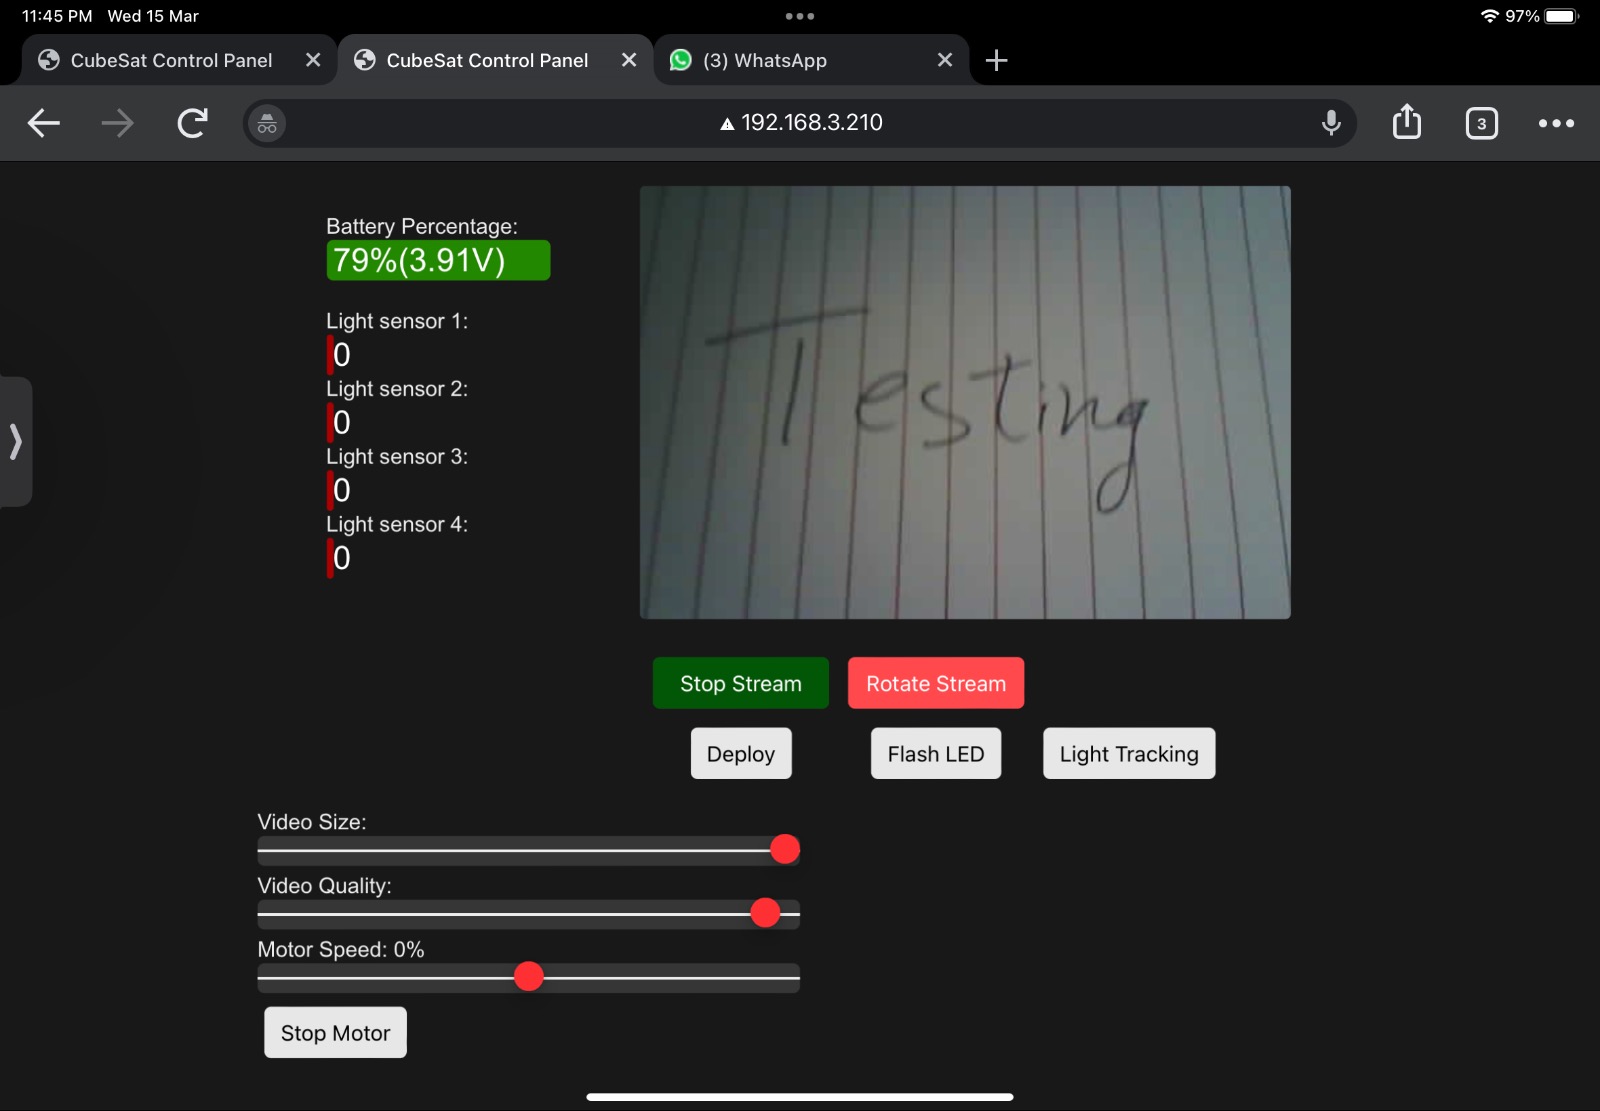 11:45 PM Wed 15 Mar 97%
CubeSat Control Panel CubeSat Control Panel (3) WhatsApp
192.168.3.210 3
Battery Percentage:
79%(3.91V)
Light sensor 1:
0
Light sensor 2:
0
Light sensor 3:
0
Light sensor 4:
0
Testing
Stop Stream Rotate Stream
Deploy Flash LED Light Tracking
Video Size:
Video Quality:
Motor Speed: 0%
Stop Motor